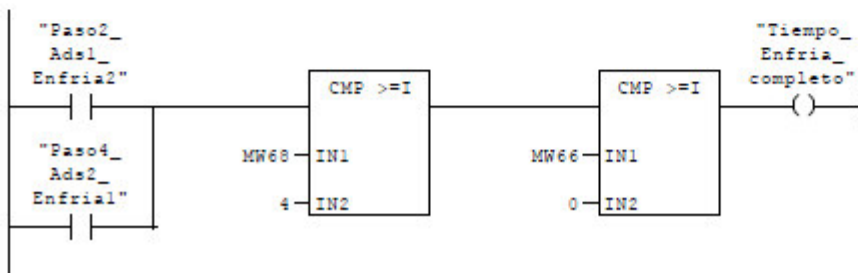 "Paso2_
Ads1_
Enfria2"
"Tiempo_
Enfria_
completo"
CMP >=I
CMP >=I
"Paso4_
Ads2_
Enfria1"
MW68
IN1
MW66
IN1
4
IN2
0
IN2